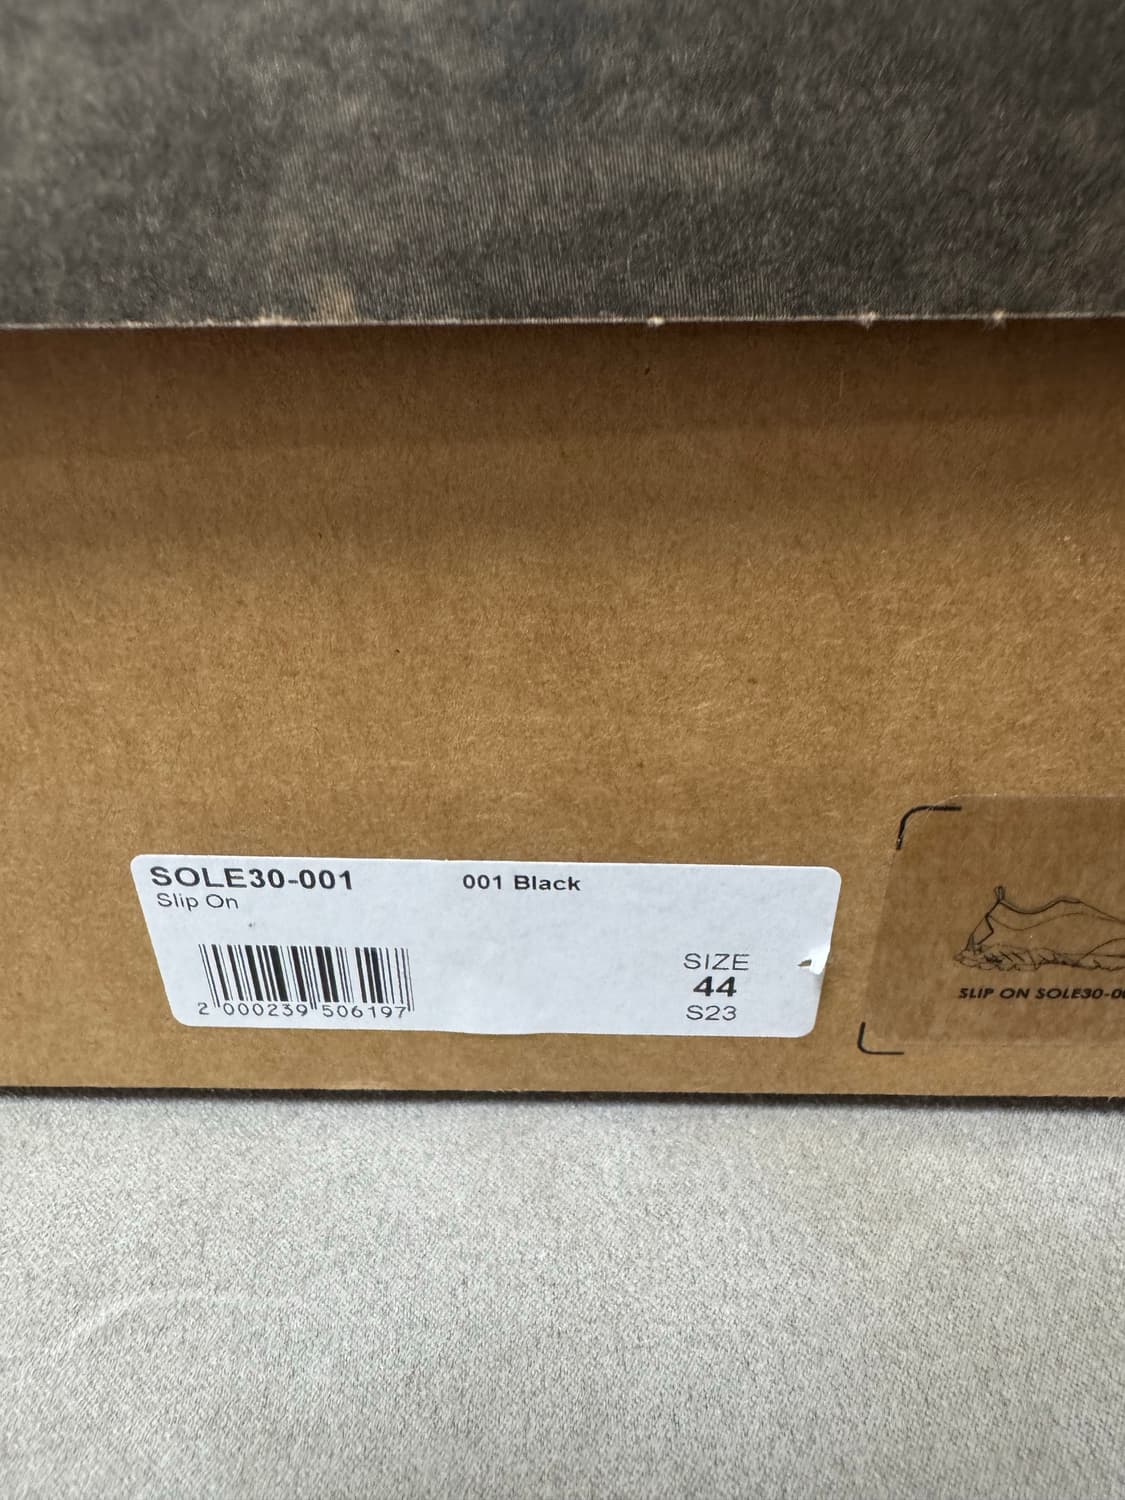 SOLE30-001
001 Black
Slip On
SIZE
44
S23
2 000239 506197
SLIP ON SOLE30-0